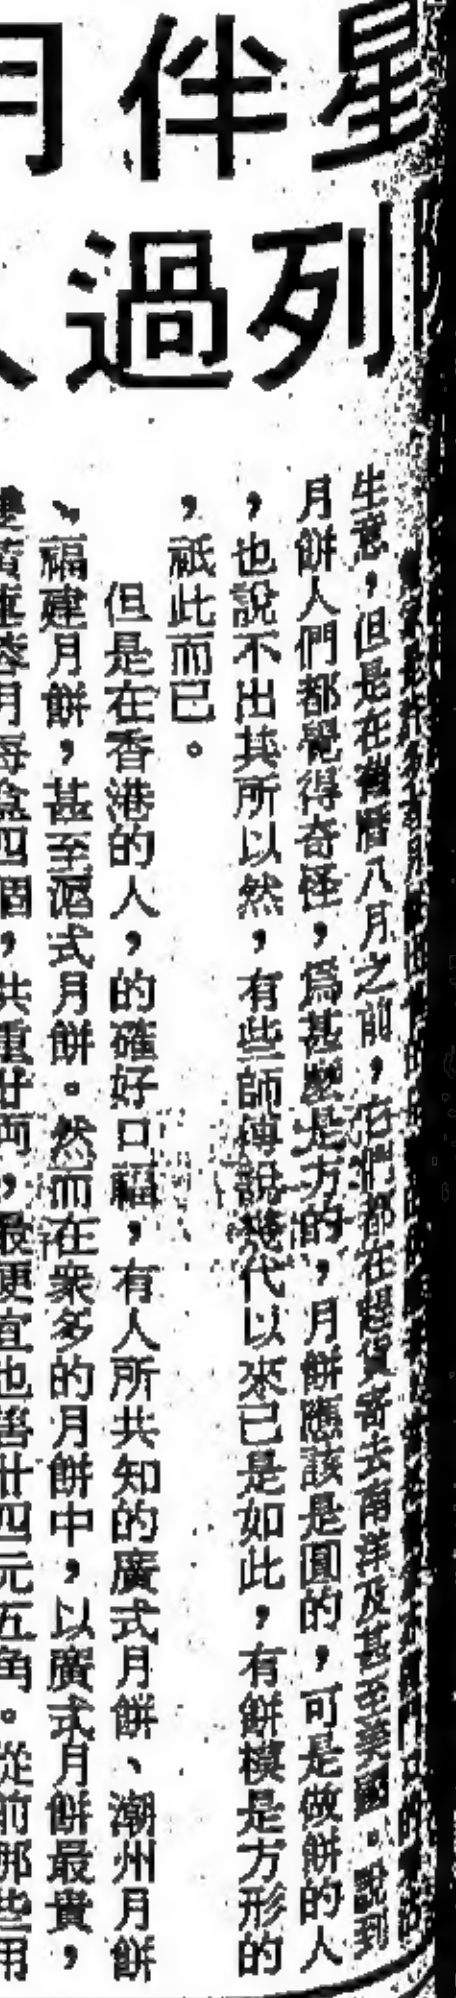 星伴月
列過人
生意，但是在舊曆八月之前，它們都在趕貨寄去南洋及甚至美國。說到
月餅人們都覺得奇怪，爲甚麼是方的，月餅應該是圓的，可是做餅的人
，也說不出其所以然，有些師傅說幾代以來已是如此，有餅模是方形的
，祇此而已。
但是在香港的人，的確好口福，有人所共知的廣式月餅、潮州月餅
、福建月餅，甚至滬式月餅。然而在衆多的月餅中，以廣式月餅最貴，
月每盒四個，共重廿両，最便宜也售廿四元五角。從前那些用